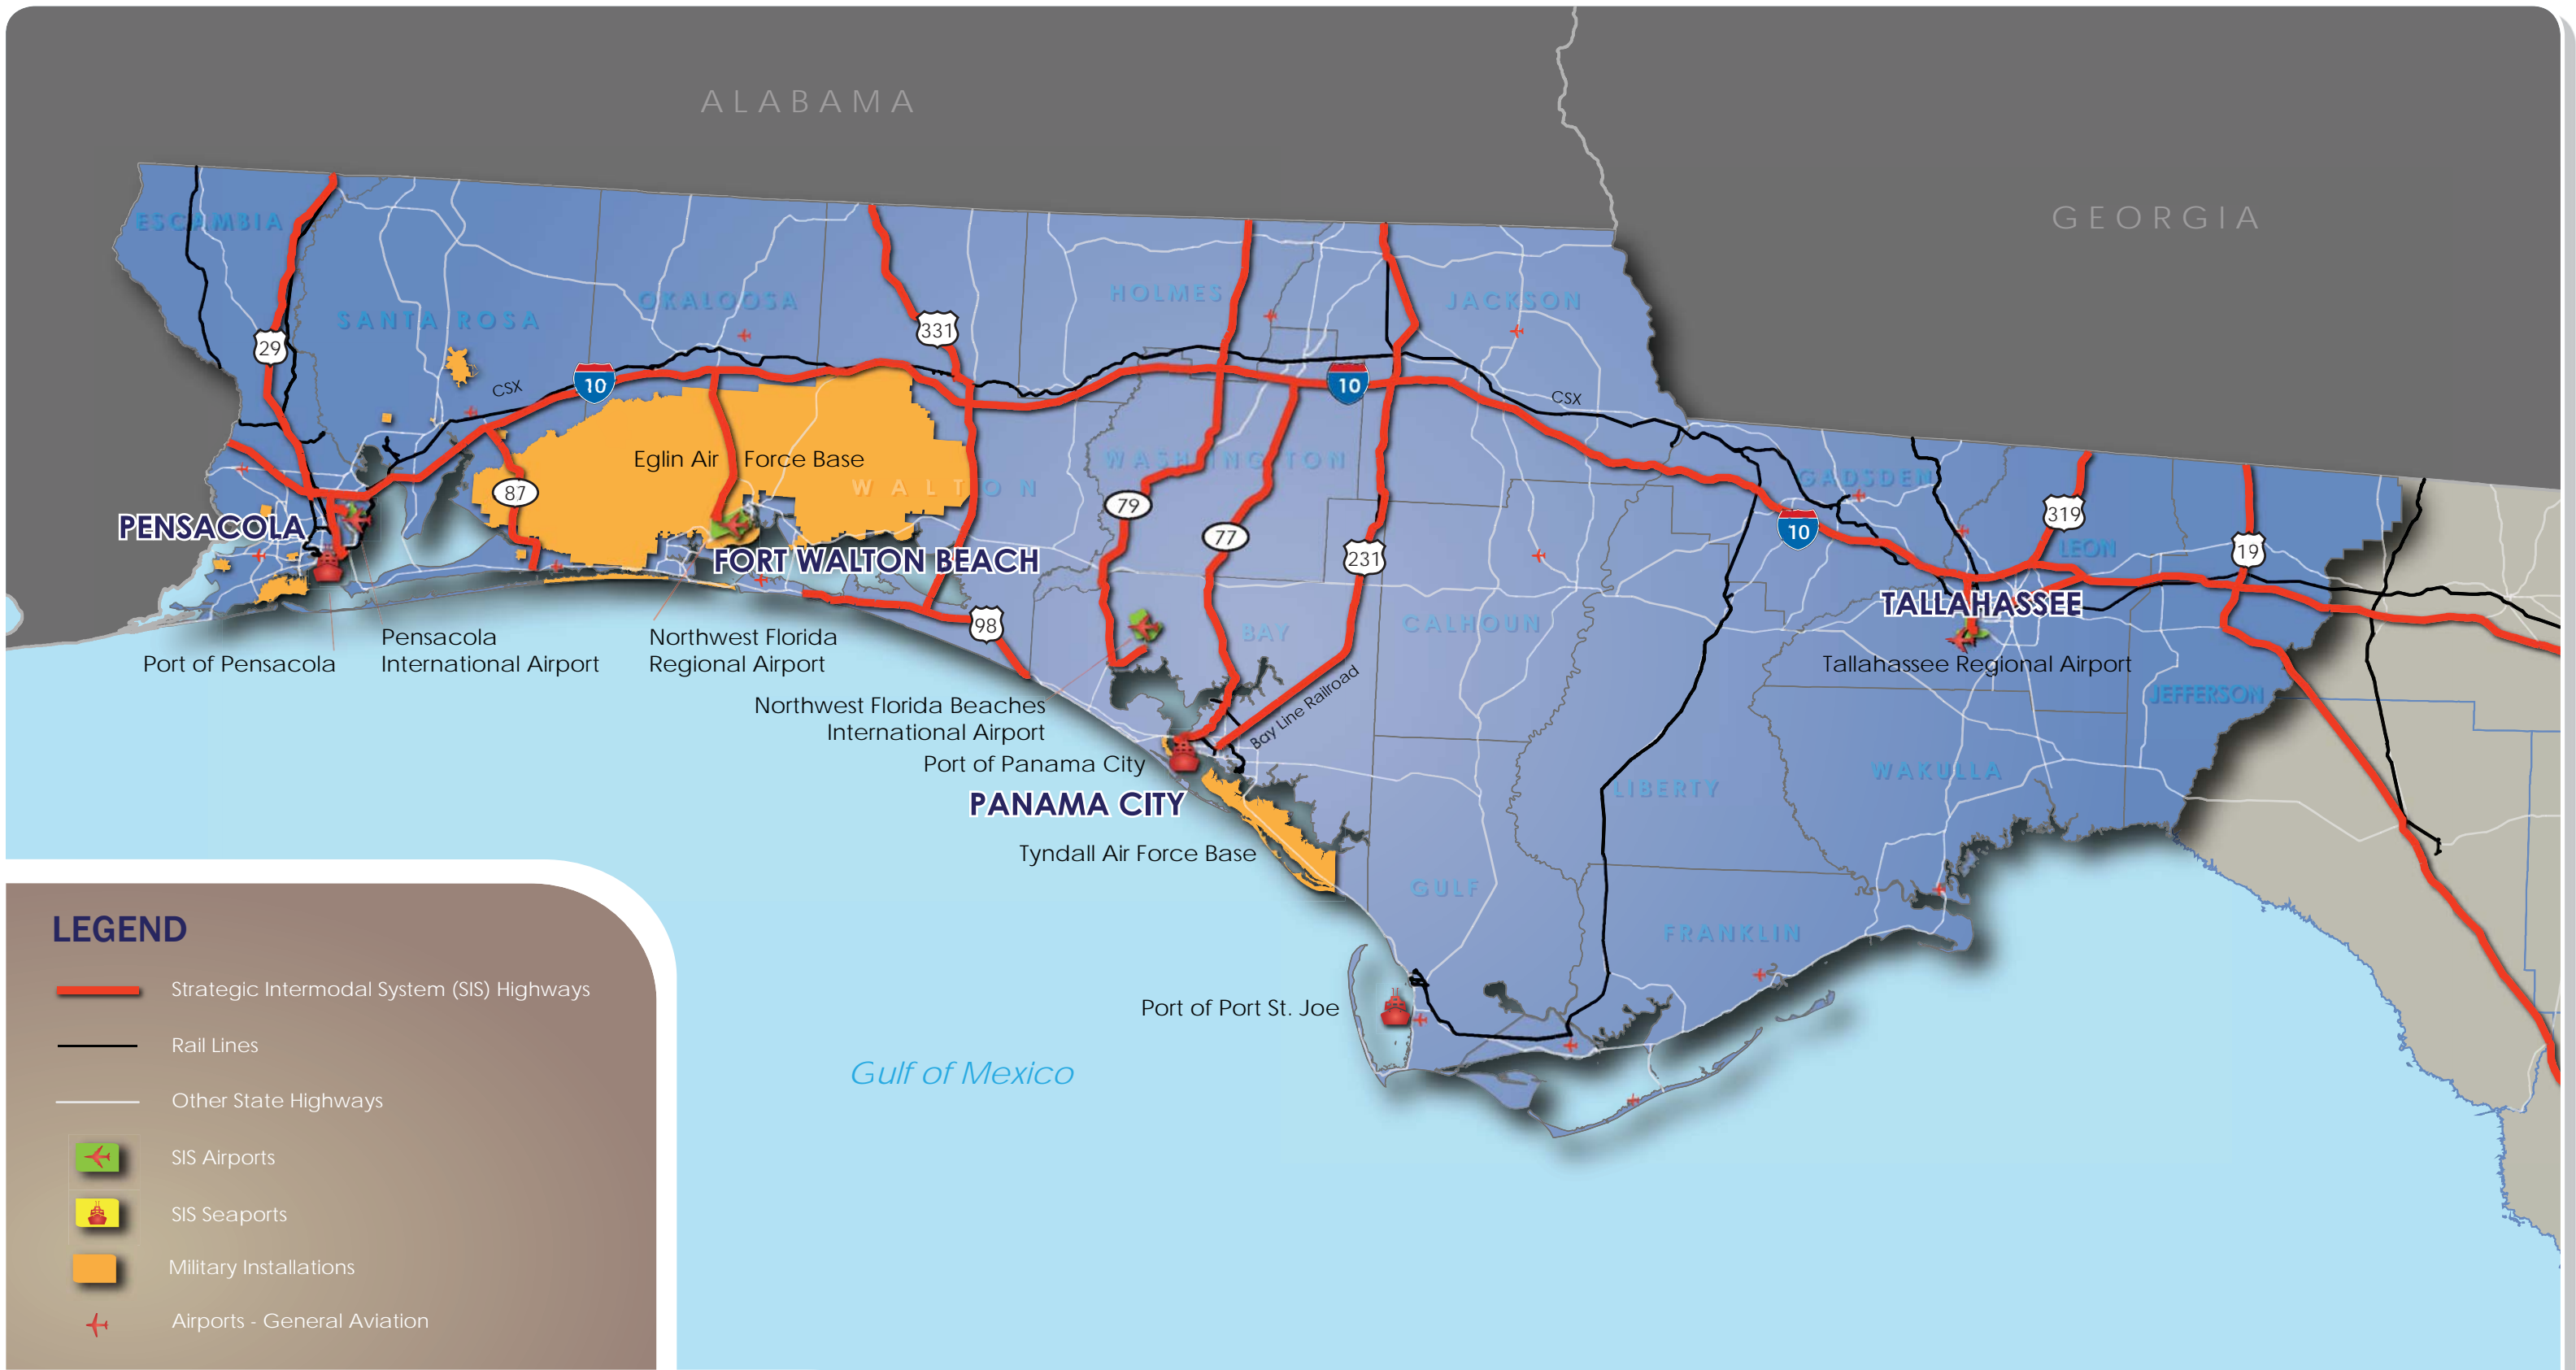 ALABAMA
GEORGIA
ESCAMBIA
SANTA ROSA
OKALOOSA
HOLMES
JACKSON
29
331
10
10
CSX
CSX
Eglin Air Force Base
WALTON
WASHINGTON
GADSDEN
87
79
77
231
10
319
19
LEON
PENSACOLA
FORT WALTON BEACH
TALLAHASSEE
98
BAY
CALHOUN
Port of Pensacola
Pensacola
International Airport
Northwest Florida
Regional Airport
Tallahassee Regional Airport
JEFFERSON
Northwest Florida Beaches
International Airport
Bay Line Railroad
Port of Panama City
PANAMA CITY
LIBERTY
WAKULLA
Tyndall Air Force Base
GULF
FRANKLIN
Port of Port St. Joe
Gulf of Mexico
LEGEND
Strategic Intermodal System (SIS) Highways
Rail Lines
Other State Highways
SIS Airports
SIS Seaports
Military Installations
Airports - General Aviation